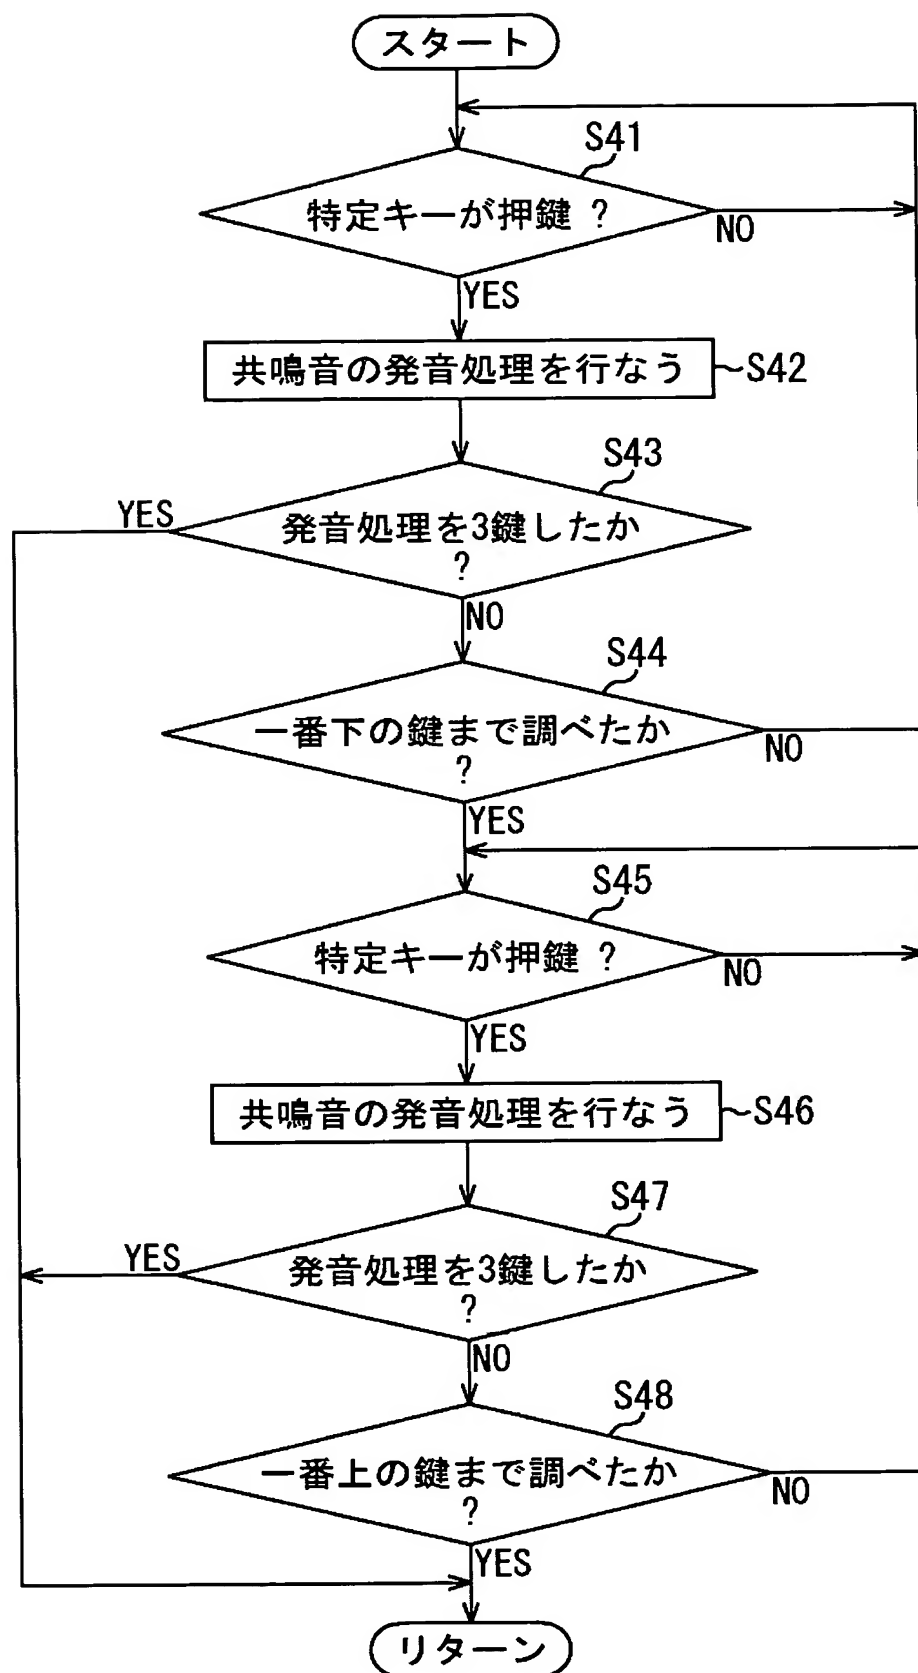 スタート
S41
特定キーが押鍵 ?
NO
YES
共鳴音の発音処理を行なう
S42
S43
YES
発音処理を3鍵したか
?
NO
S44
一番下の鍵まで調べたか
?
NO
YES
S45
特定キーが押鍵 ?
NO
YES
共鳴音の発音処理を行なう
S46
S47
YES
発音処理を3鍵したか
?
NO
S48
一番上の鍵まで調べたか
?
NO
YES
リターン